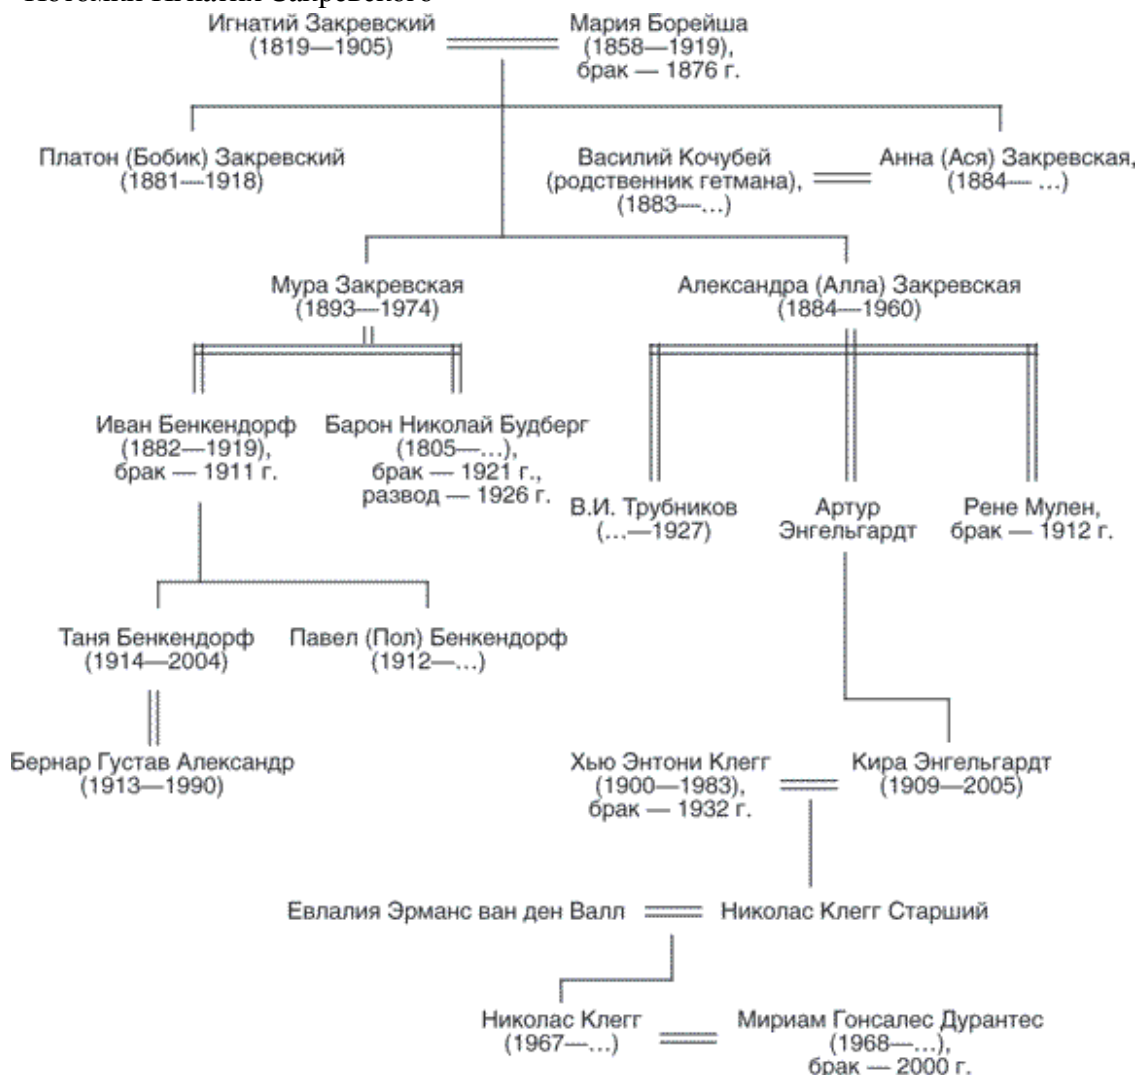 Потомки Игнатия Закревского
Игнатий Закревский
(1819—1905)
Мария Борейша
(1858—1919),
брак — 1876 г.
Платон (Бобик) Закревский
(1881—1918)
Василий Кочубей
(родственник гетмана),
(1883—…)
Анна (Ася) Закревская,
(1884— …)
Мура Закревская
(1893—1974)
Александра (Алла) Закревская
(1884—1960)
Иван Бенкендорф
(1882—1919),
брак — 1911 г.
Барон Николай Будберг
(1805—…),
брак — 1921 г.,
развод — 1926 г.
В.И. Трубников
(…—1927)
Артур
Энгельгардт
Рене Мулен,
брак — 1912 г.
Таня Бенкендорф
(1914—2004)
Павел (Пол) Бенкендорф
(1912—…)
Бернар Густав Александр
(1913—1990)
Хью Энтони Клегг
(1900—1983),
брак — 1932 г.
Кира Энгельгардт
(1909—2005)
Евлалия Эрманс ван ден Валл
Николас Клегг Старший
Николас Клегг
(1967—…)
Мириам Гонсалес Дурантес
(1968—…),
брак — 2000 г.